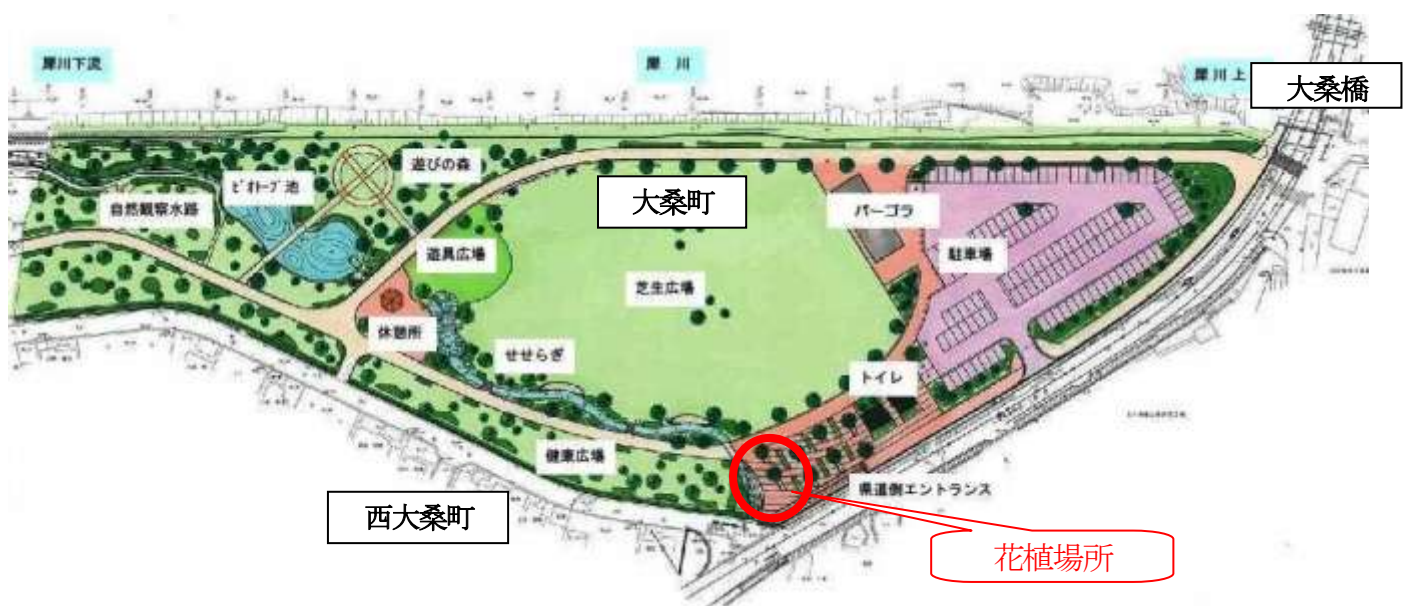 犀川下流
犀 川
犀川上
大桑橋
遊びの森
ﾋﾞｵﾄｰﾌﾟ池
自然観察水路
大桑町
パーゴラ
遊具広場
駐車場
芝生広場
休憩所
せせらぎ
トイレ
健康広場
県道側エントランス
西大桑町
花植場所